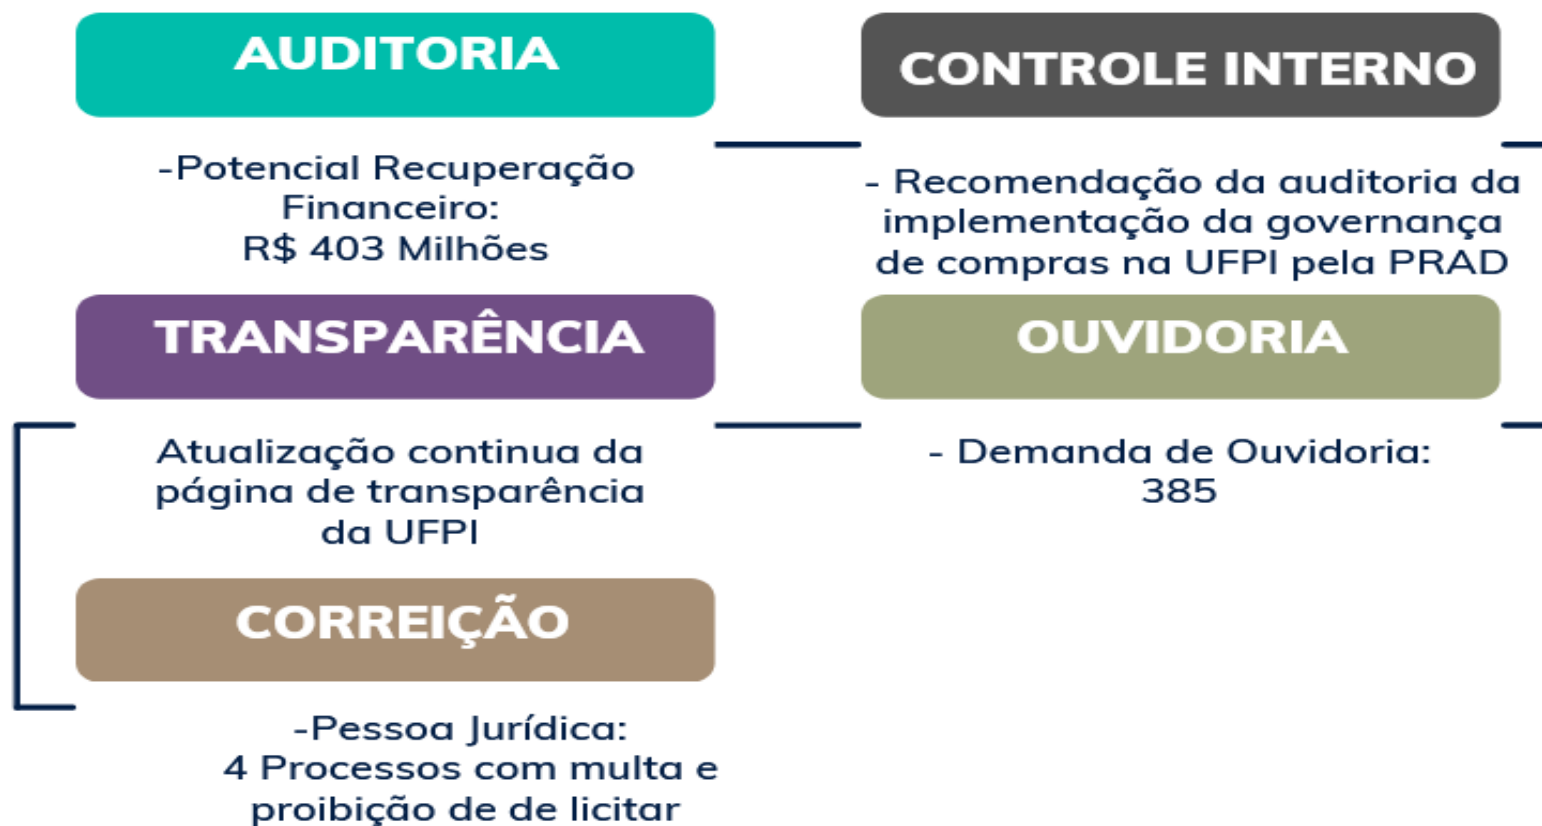 AUDITORIA
-Potencial Recuperação
Financeiro:
R$ 403 Milhões
CONTROLE INTERNO
- Recomendação da auditoria da
implementação da governança
de compras na UFPI pela PRAD
TRANSPARÊNCIA
Atualização continua da
página de transparência
da UFPI
OUVIDORIA
- Demanda de Ouvidoria:
385
CORREIÇÃO
-Pessoa Jurídica:
4 Processos com multa e
proibição de de licitar